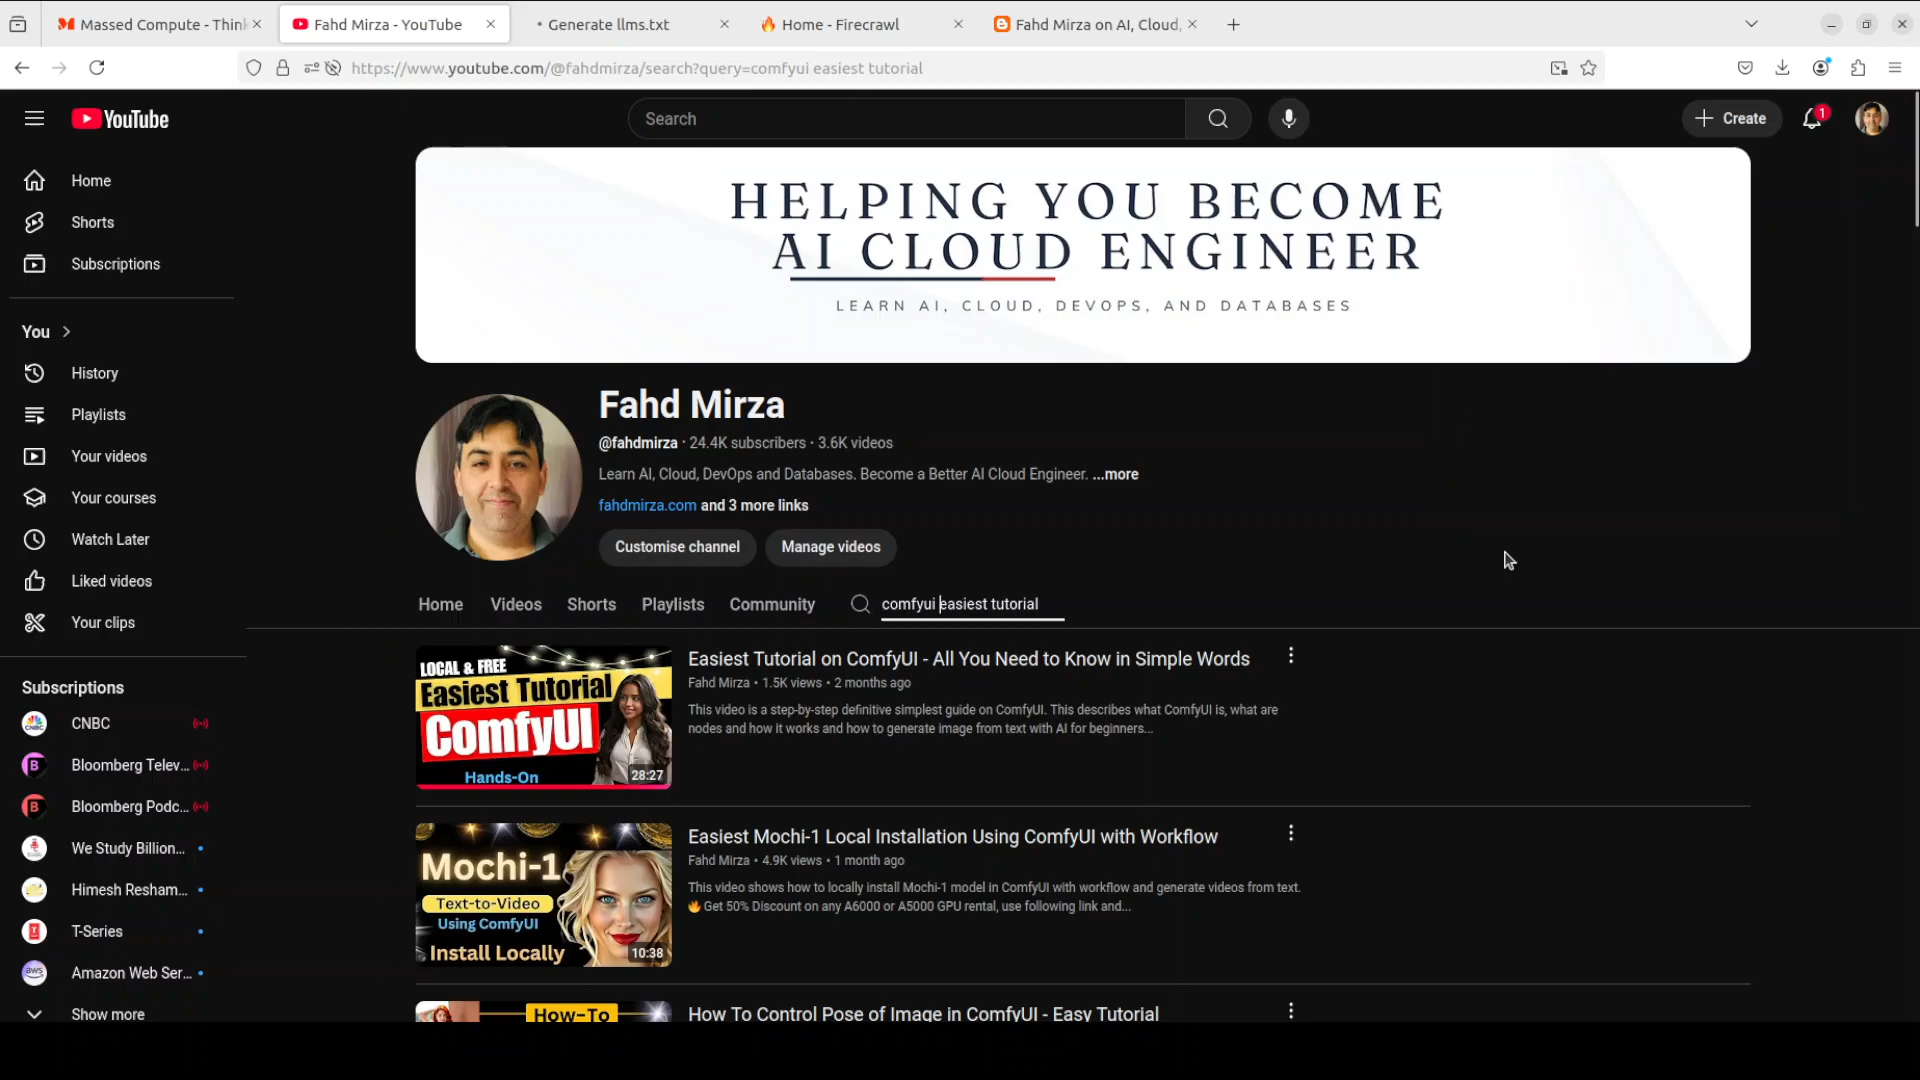 Massed Compute - Think
Fahd Mirza - YouTube
Generate llms.txt
Home - Firecrawl
Fahd Mirza on AI, Cloud,
https://www.youtube.com/@fahdmirza/search?query=comfyui easiest tutorial
YouTube
Search
Create
1
Home
Shorts
Subscriptions
You
History
Playlists
Your videos
Your courses
Watch Later
Liked videos
Your clips
Subscriptions
CNBC
Bloomberg Telev...
Bloomberg Podc...
We Study Billion...
Himesh Resham...
T-Series
Amazon Web Ser...
Show more
HELPING YOU BECOME
AI CLOUD ENGINEER
LEARN AI, CLOUD, DEVOPS, AND DATABASES
Fahd Mirza
@fahdmirza · 24.4K subscribers · 3.6K videos
Learn AI, Cloud, DevOps and Databases. Become a Better AI Cloud Engineer. ...more
fahdmirza.com and 3 more links
Customise channel
Manage videos
Home
Videos
Shorts
Playlists
Community
comfyui easiest tutorial
LOCAL & FREE
Easiest Tutorial
ComfyUI
Hands-On
28:27
Easiest Tutorial on ComfyUI - All You Need to Know in Simple Words
Fahd Mirza • 1.5K views • 2 months ago
This video is a step-by-step definitive simplest guide on ComfyUI. This describes what ComfyUI is, what are
nodes and how it works and how to generate image from text with AI for beginners...
Mochi-1
Text-to-Video
Using ComfyUI
Install Locally
10:38
Easiest Mochi-1 Local Installation Using ComfyUI with Workflow
Fahd Mirza • 4.9K views • 1 month ago
This video shows how to locally install Mochi-1 model in ComfyUI with workflow and generate videos from text.
🔥 Get 50% Discount on any A6000 or A5000 GPU rental, use following link and...
How-To
How To Control Pose of Image in ComfyUI - Easy Tutorial